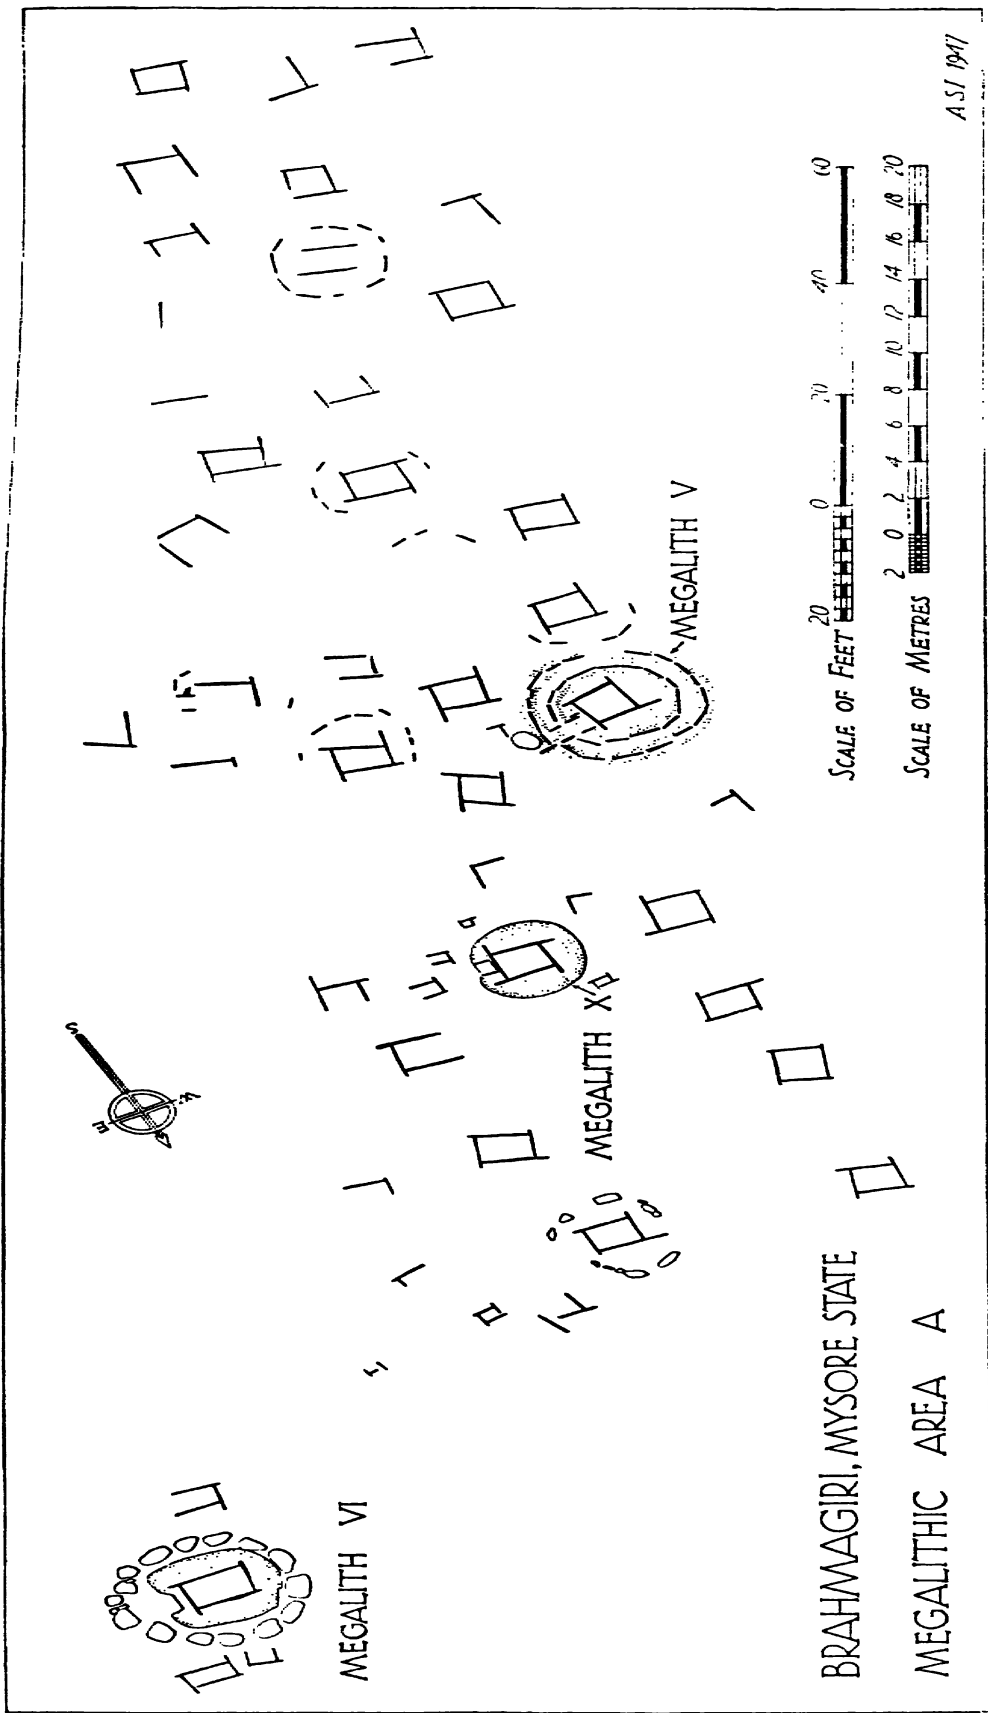 S
E
W
MEGALITH V
MEGALITH X
MEGALITH VI
20 0 20 40 60
SCALE OF FEET
2 0 2 4 6 8 10 12 14 16 18 20
SCALE OF METRES
BRAHMAGIRI, MYSORE STATE
MEGALITHIC AREA A
ASI 1947